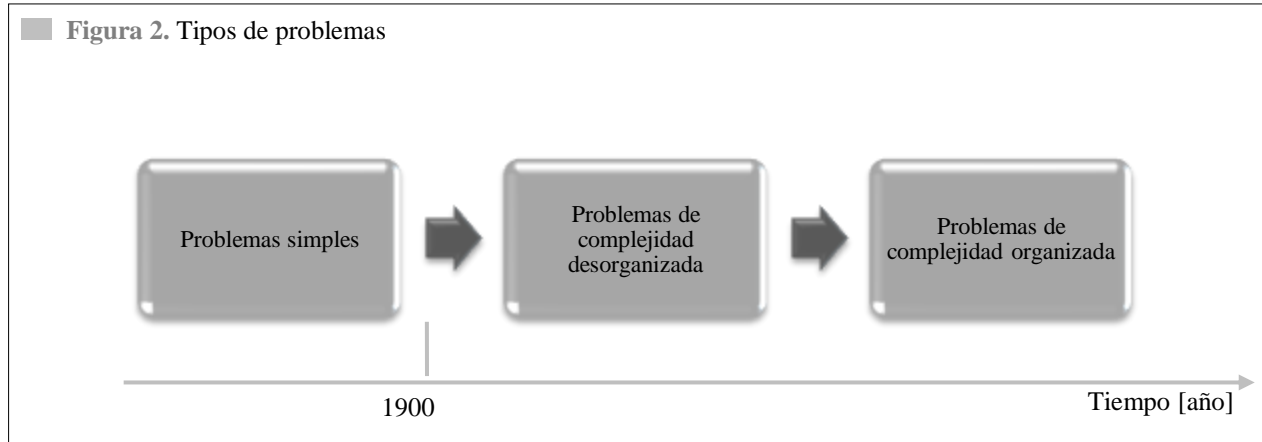 Figura 2. Tipos de problemas
Problemas simples
Problemas de
complejidad
desorganizada
Problemas de
complejidad organizada
1900
Tiempo [año]